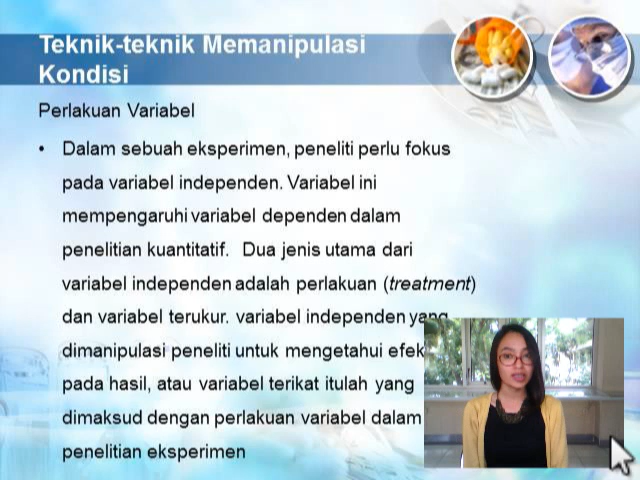 Teknik-teknik Memanipulasi
Kondisi
Perlakuan Variabel
• Dalam sebuah eksperimen, peneliti perlu fokus
pada variabel independen. Variabel ini
mempengaruhi variabel dependen dalam
penelitian kuantitatif. Dua jenis utama dari
variabel independen adalah perlakuan (treatment)
dan variabel terukur. variabel independen yang
dimanipulasi peneliti untuk mengetahui efek
pada hasil, atau variabel terikat itulah yang
dimaksud dengan perlakuan variabel dalam
penelitian eksperimen